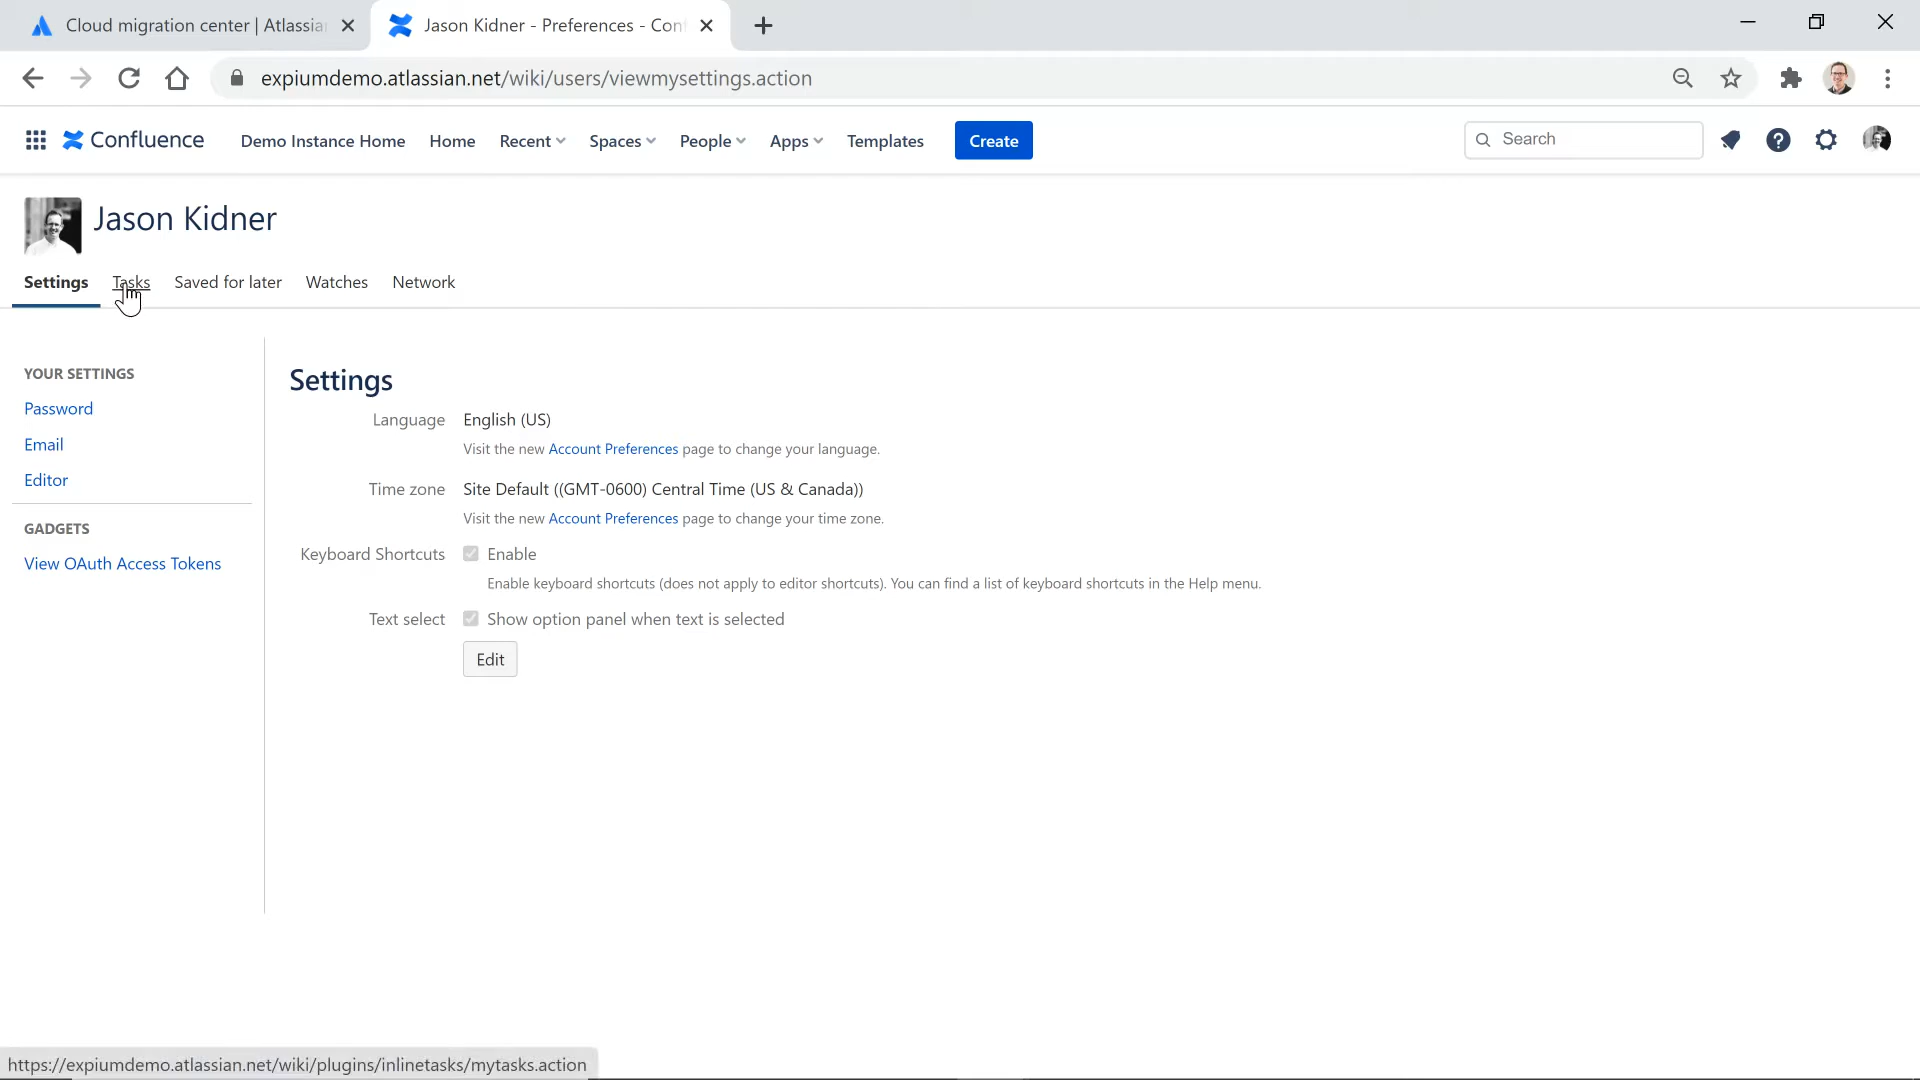 Cloud migration center | Atlassia
Jason Kidner - Preferences - Conf
expiumdemo.atlassian.net/wiki/users/viewmysettings.action
Confluence
Demo Instance Home
Home
Recent
Spaces
People
Apps
Templates
Create
Search
Jason Kidner
Settings
Tasks
Saved for later
Watches
Network
YOUR SETTINGS
Password
Email
Editor
GADGETS
View OAuth Access Tokens
Settings
Language English (US)
Visit the new Account Preferences page to change your language.
Time zone Site Default ((GMT-0600) Central Time (US & Canada))
Visit the new Account Preferences page to change your time zone.
Keyboard Shortcuts Enable
Enable keyboard shortcuts (does not apply to editor shortcuts). You can find a list of keyboard shortcuts in the Help menu.
Text select Show option panel when text is selected
Edit
https://expiumdemo.atlassian.net/wiki/plugins/inlinetasks/mytasks.action